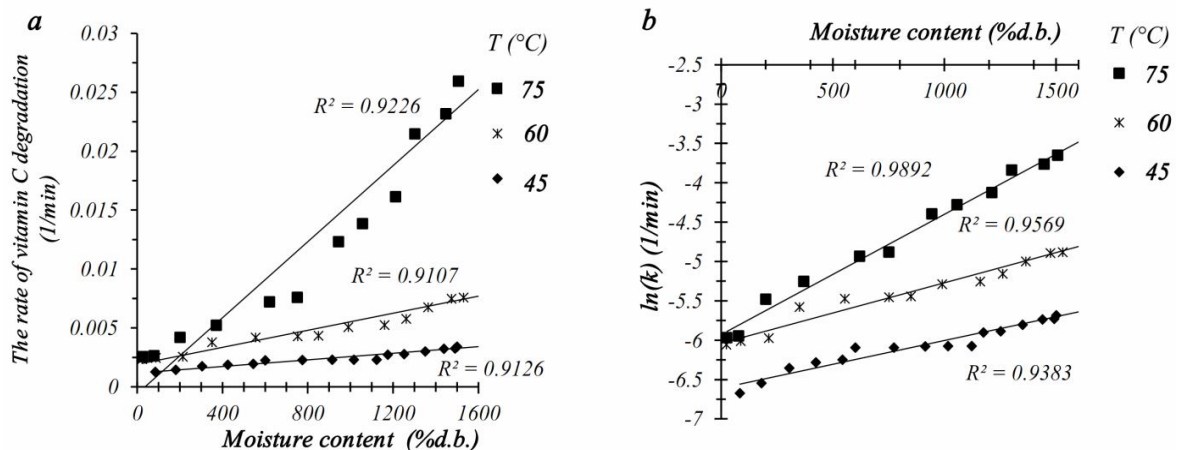 a
The rate of vitamin C degradation
(1/min)
0.03
0.025
0.02
0.015
0.01
0.005
0
R² = 0.9226
R² = 0.9107
R² = 0.9126
0 400 800 1200 1600
Moisture content (%d.b.)
T (°C)
75
60
45
b
Moisture content (%d.b.)
0 500 1000 1500
ln(k) (1/min)
-2.5
-3
-3.5
-4
-4.5
-5
-5.5
-6
-6.5
-7
R² = 0.9892
R² = 0.9569
R² = 0.9383
T (°C)
75
60
45